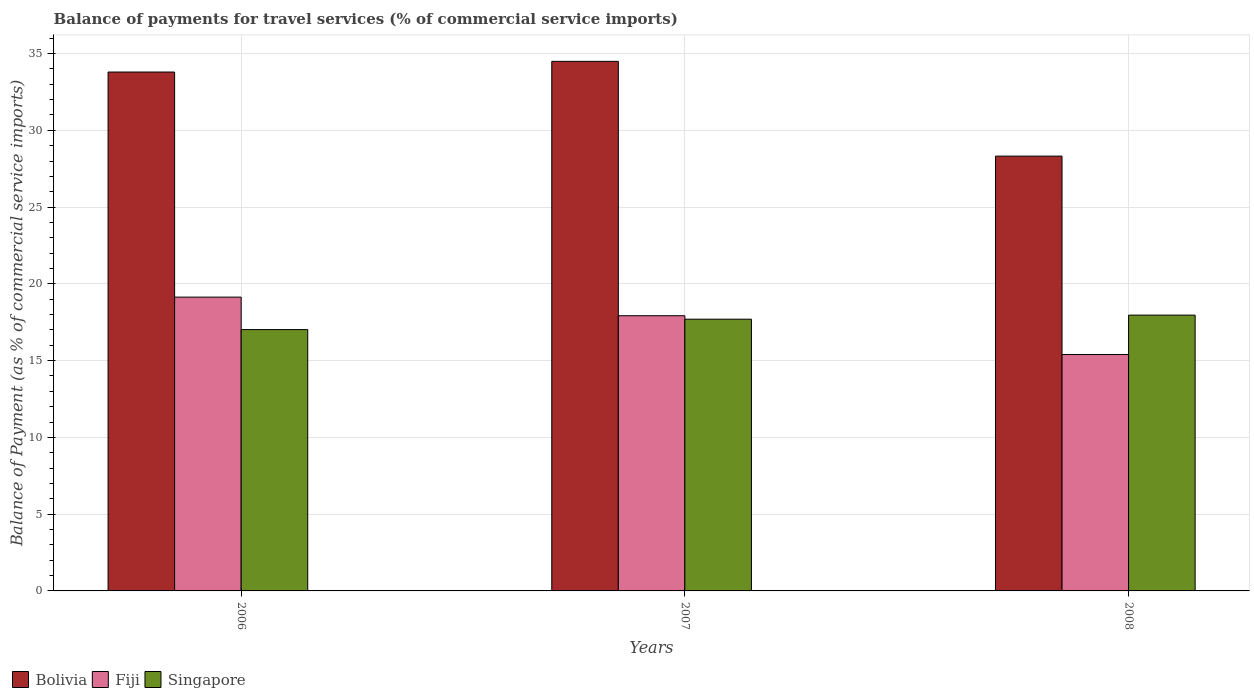 Balance of payments for travel services (% of commercial service imports)
Balance of Payment (as % of commercial service imports)
35
30
25
20
15
10
5
0
2006
2007
2008
Years
Bolivia
Fiji
Singapore